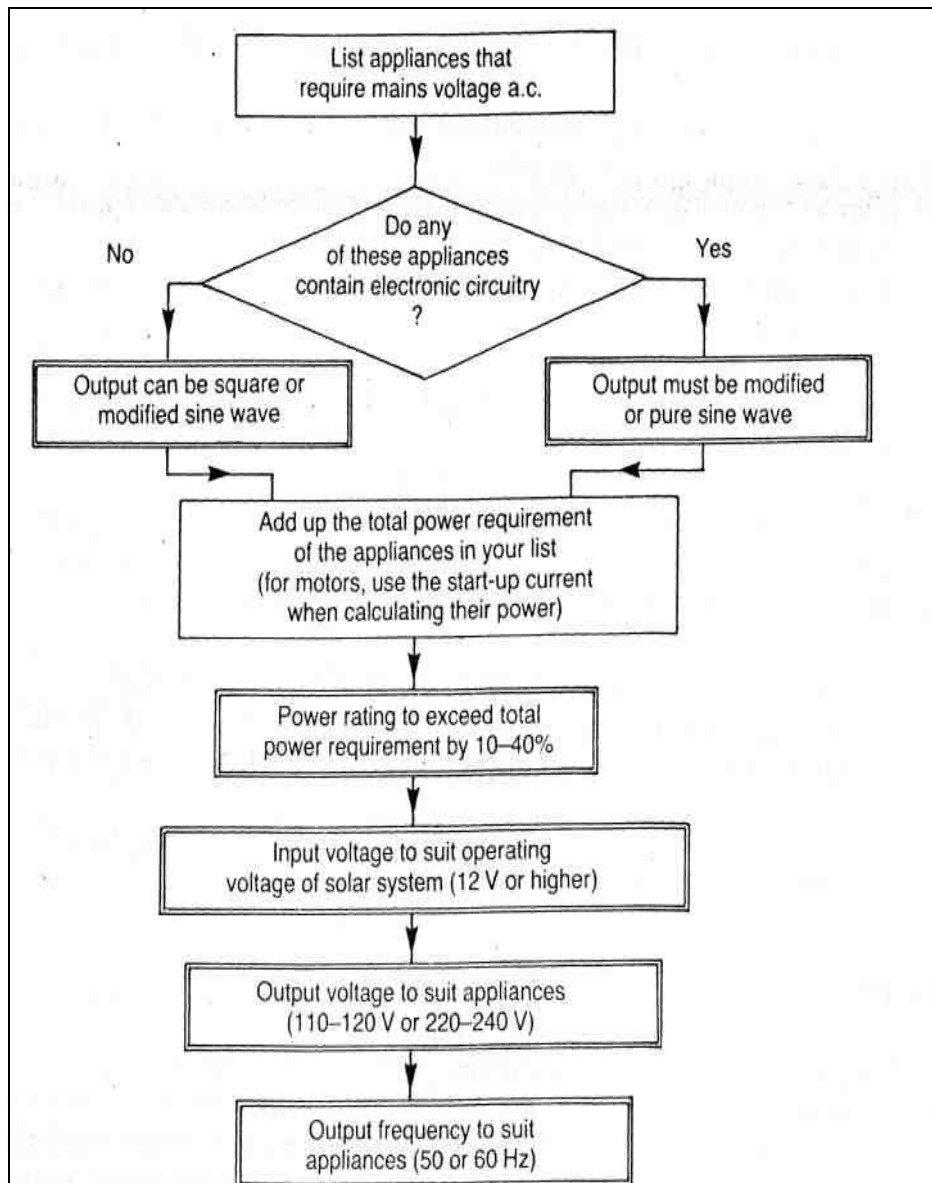 List appliances that
require mains voltage a.c.
Do any
of these appliances
contain electronic circuitry
?
No
Yes
Output can be square or
modified sine wave
Output must be modified
or pure sine wave
Add up the total power requirement
of the appliances in your list
(for motors, use the start-up current
when calculating their power)
Power rating to exceed total
power requirement by 10–40%
Input voltage to suit operating
voltage of solar system (12 V or higher)
Output voltage to suit appliances
(110–120 V or 220–240 V)
Output frequency to suit
appliances (50 or 60 Hz)